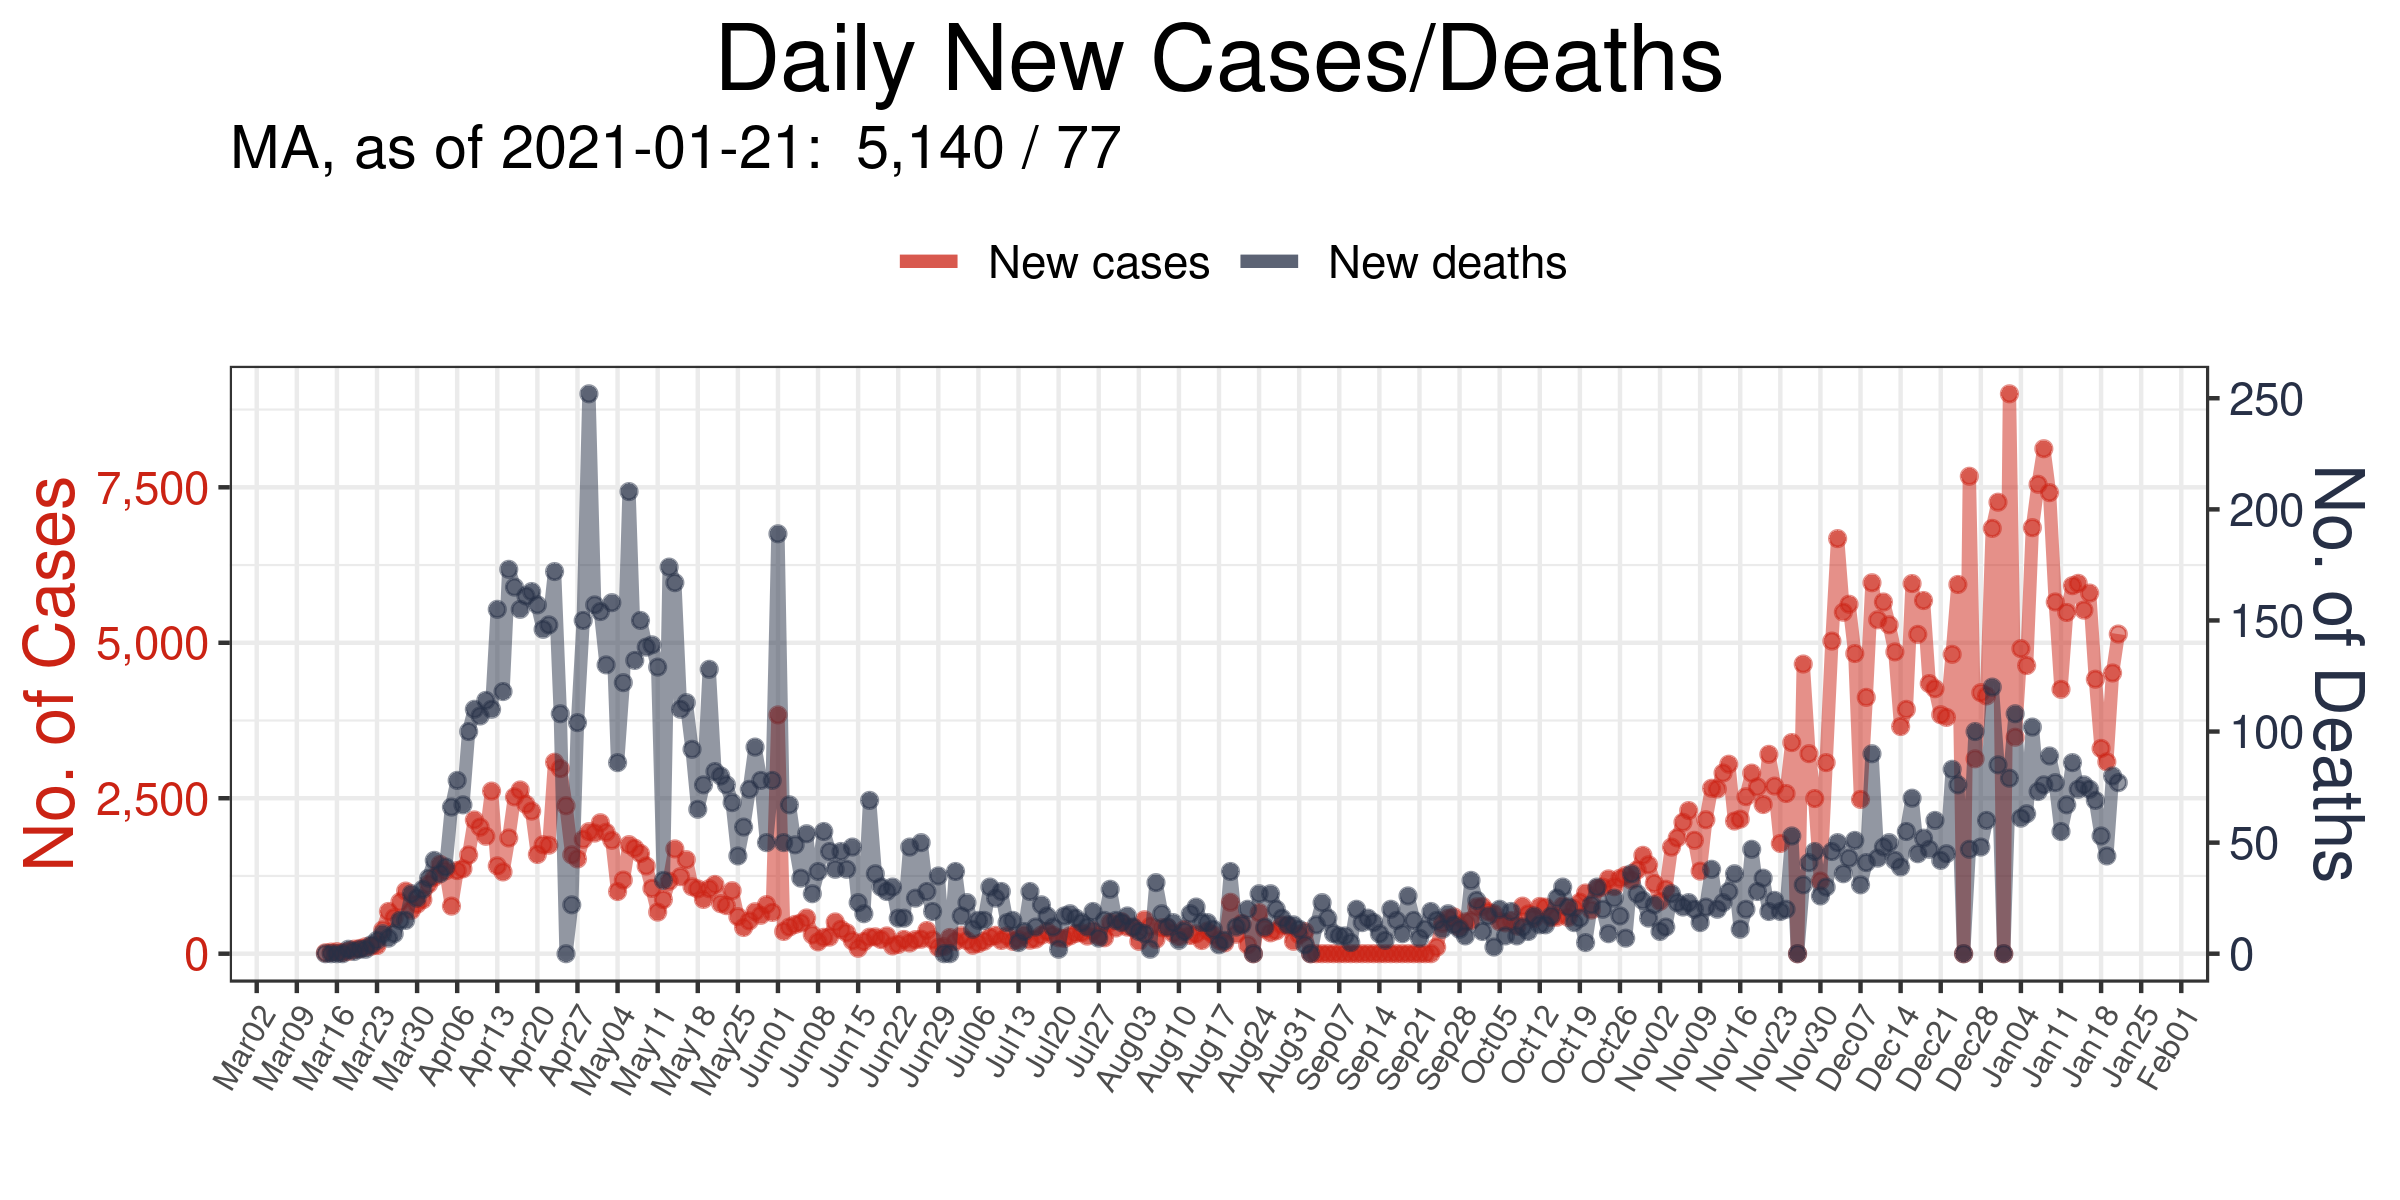 Daily New Cases/Deaths
MA, as of 2021-01-21:  5,140 / 77
New cases New deaths
No. of Cases
7,500
5,000
2,500
0
250
200
150
100
50
0
No. of Deaths
Mar02 Mar09 Mar16 Mar23 Mar30 Apr06 Apr13 Apr20 Apr27 May04 May11 May18 May25 Jun01 Jun08 Jun15 Jun22 Jun29 Jul06 Jul13 Jul20 Jul27 Aug03 Aug10 Aug17 Aug24 Aug31 Sep07 Sep14 Sep21 Sep28 Oct05 Oct12 Oct19 Oct26 Nov02 Nov09 Nov16 Nov23 Nov30 Dec07 Dec14 Dec21 Dec28 Jan04 Jan11 Jan18 Jan25 Feb01